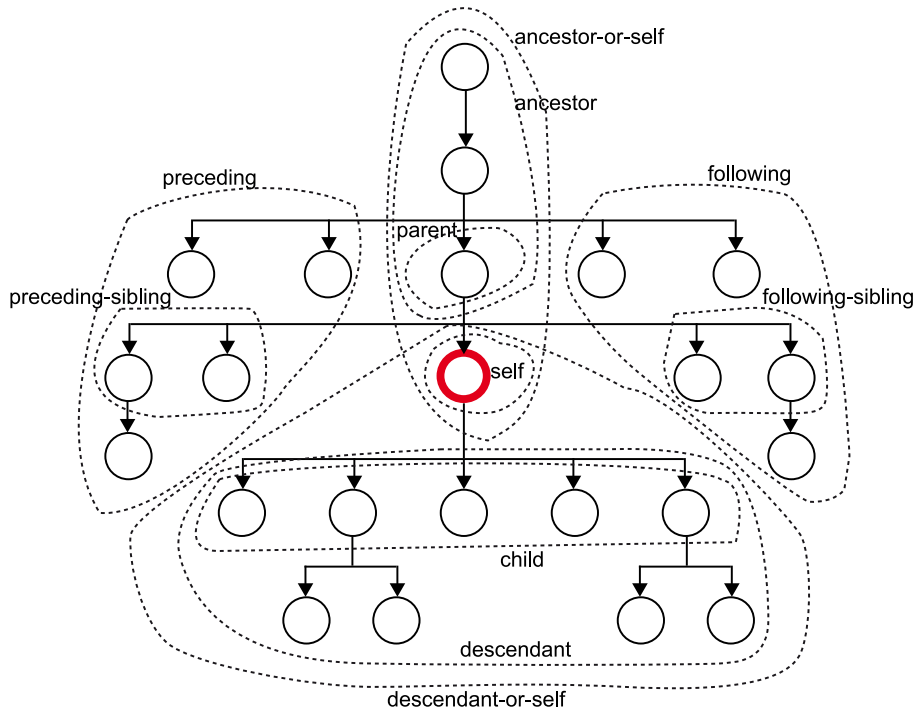 ancestor-or-self
ancestor
preceding
following
parent
preceding-sibling
following-sibling
self
child
descendant
descendant-or-self